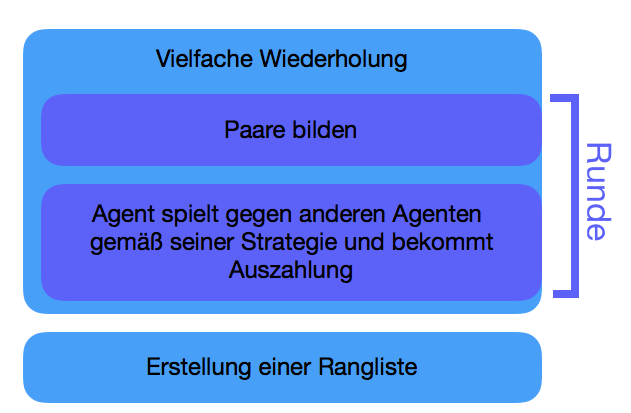 Vielfache Wiederholung
Paare bilden
Agent spielt gegen anderen Agenten
gemäß seiner Strategie und bekommt
Auszahlung
Runde
Erstellung einer Rangliste